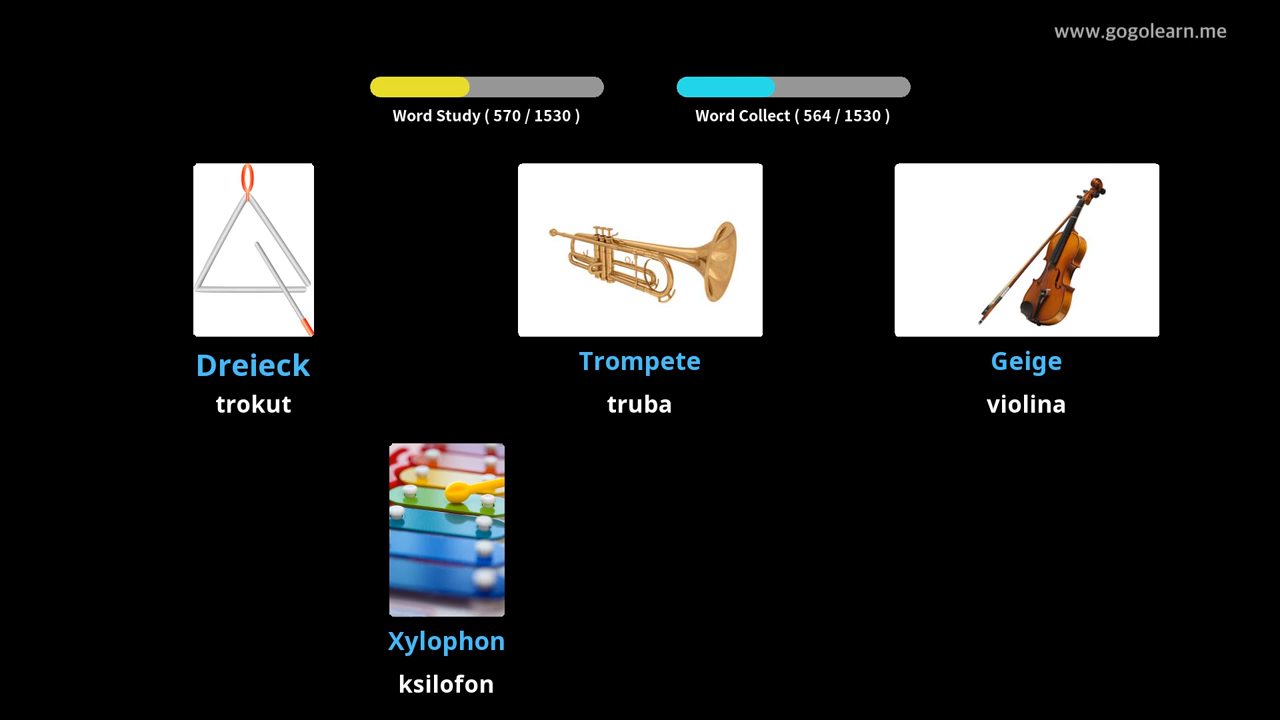 www.gogolearn.me
Word Study ( 570 / 1530 )
Word Collect ( 564 / 1530 )
Dreieck
trokut
Trompete
truba
Geige
violina
Xylophon
ksilofon